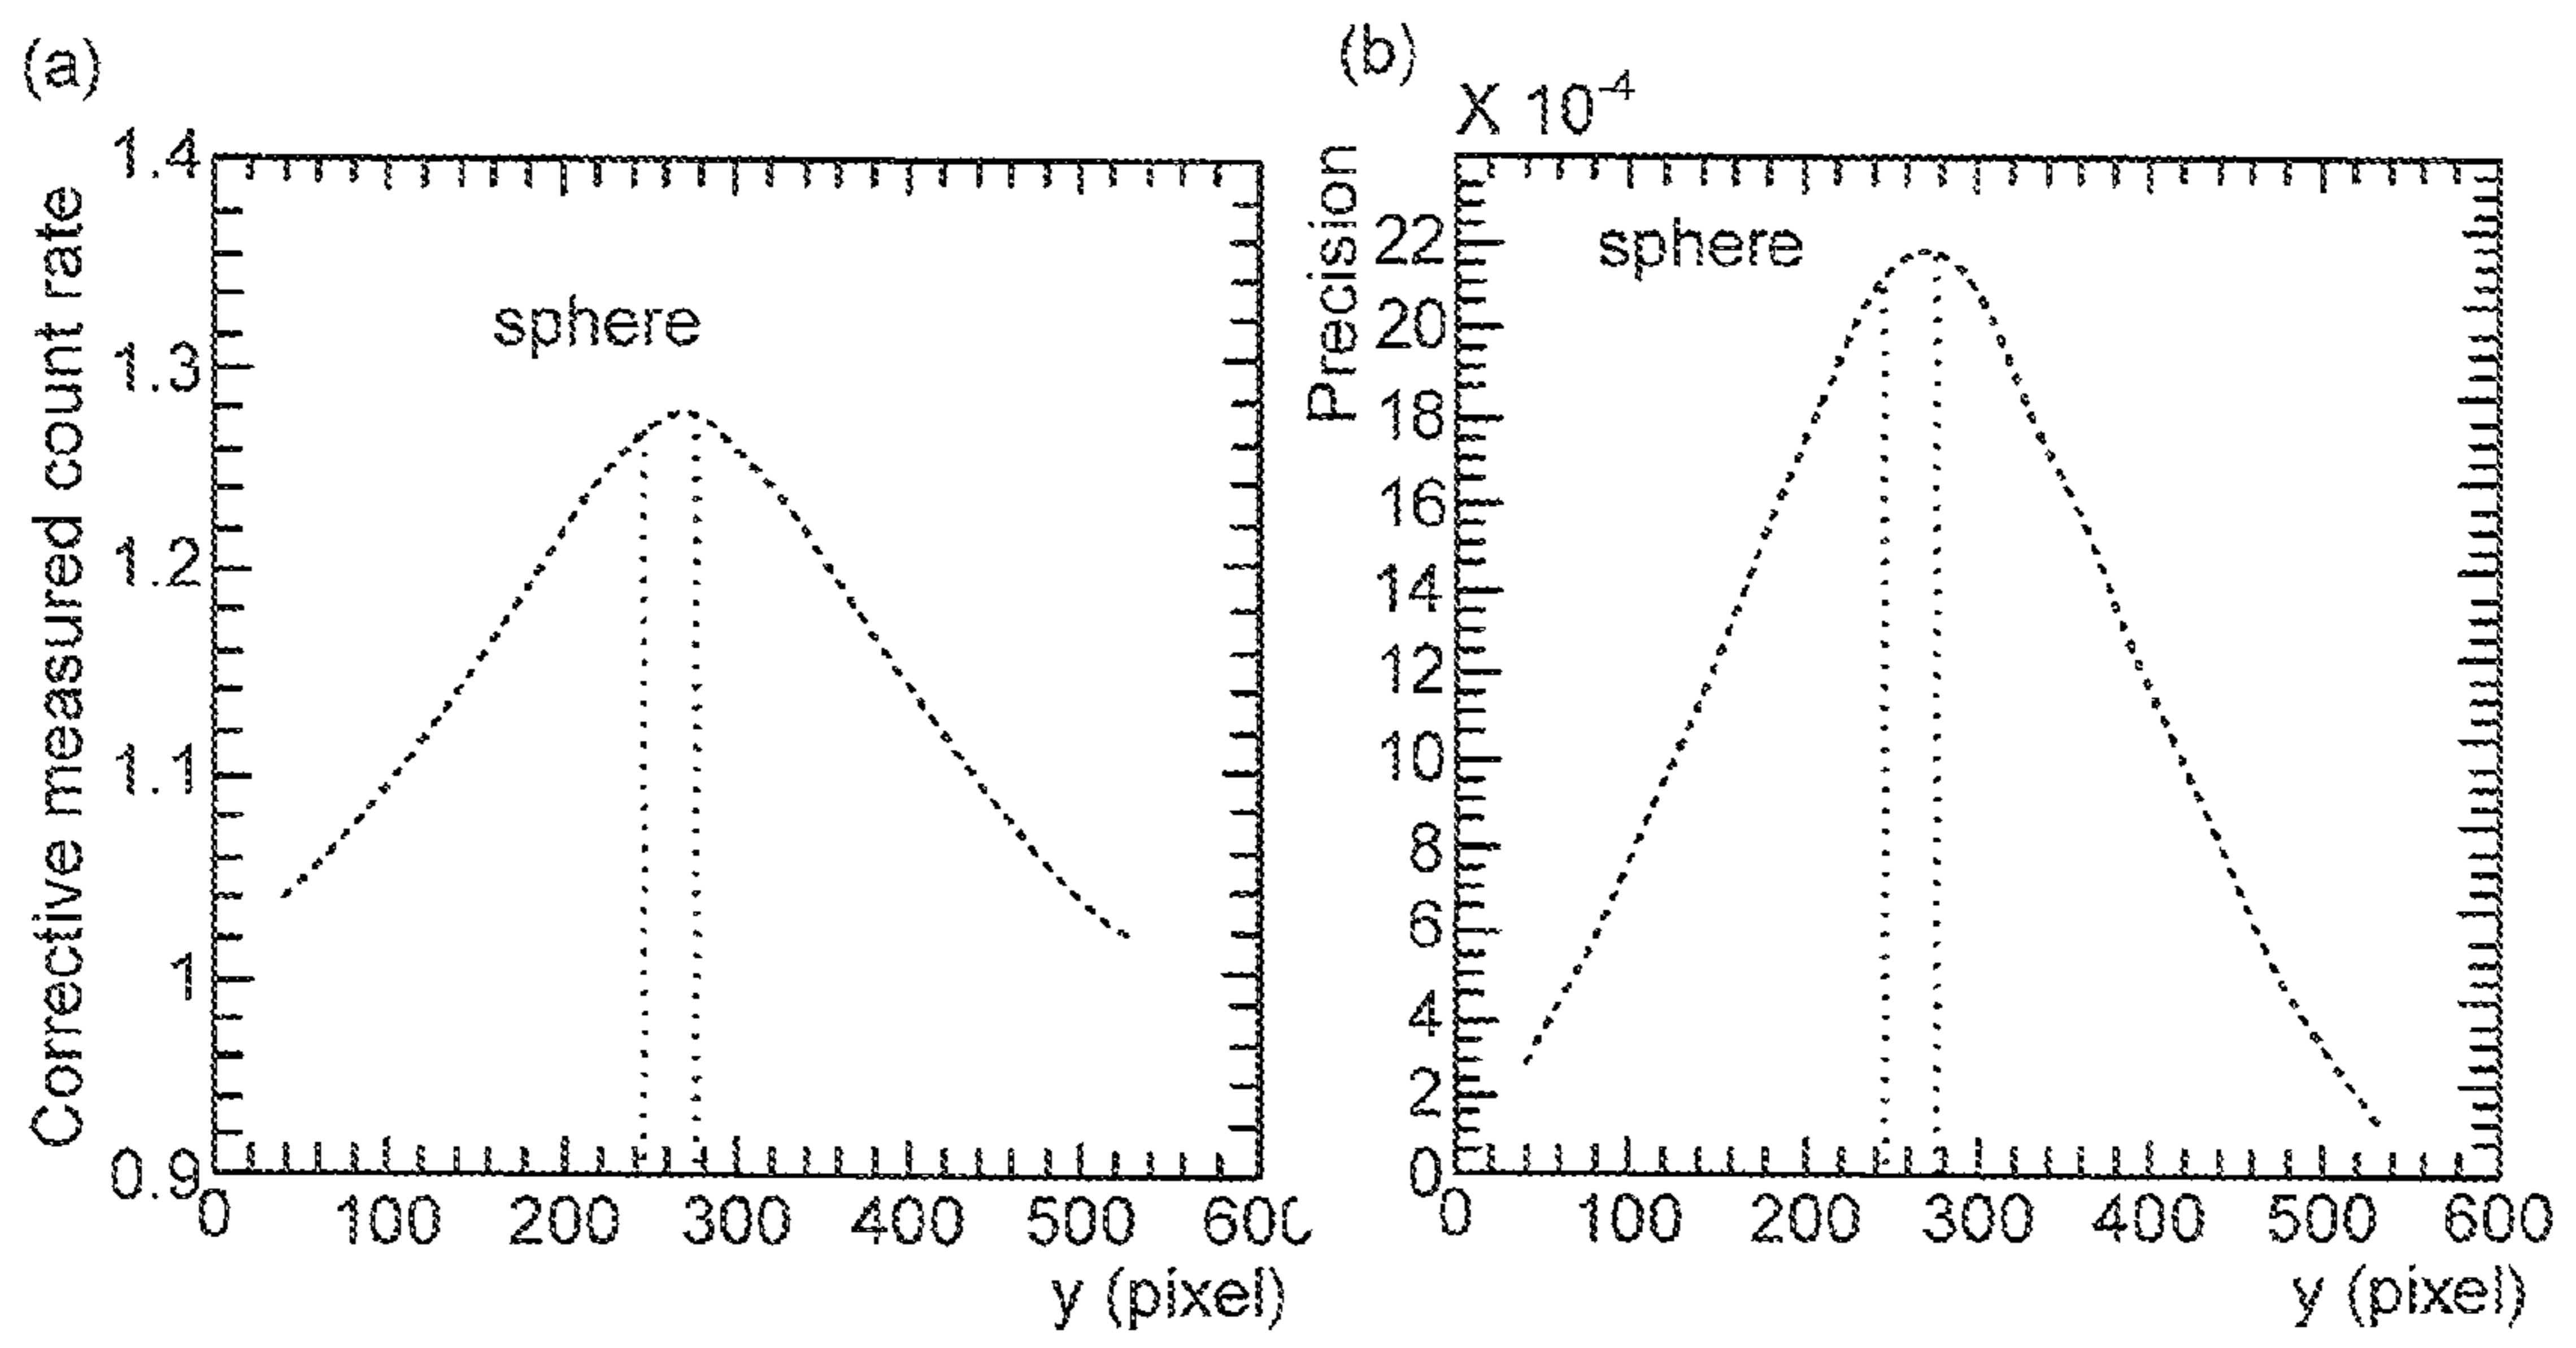 (a)
Corrective measured count rate
1.4
1.3
1.2
1.1
1
0.9
sphere
0 100 200 300 400 500 600
y (pixel)
(b)
X 10-4
Precision
22
20
18
16
14
12
10
8
6
4
2
0
sphere
0 100 200 300 400 500 600
y (pixel)